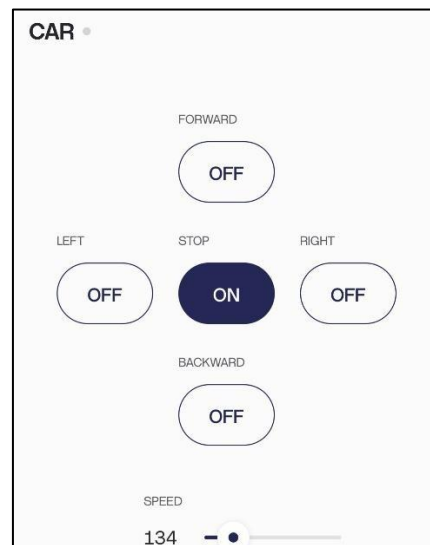 CAR
FORWARD
OFF
LEFT STOP RIGHT
OFF ON OFF
BACKWARD
OFF
SPEED
134